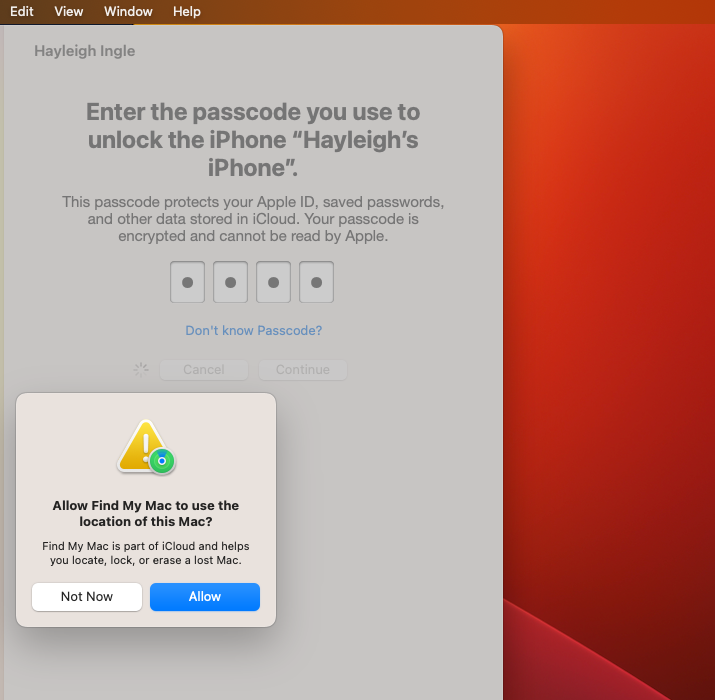 Edit View Window Help
Hayleigh Ingle
Enter the passcode you use to
unlock the iPhone “Hayleigh’s
iPhone”.
This passcode protects your Apple ID, saved passwords,
and other data stored in iCloud. Your passcode is
encrypted and cannot be read by Apple.
Don't know Passcode?
Cancel Continue
Allow Find My Mac to use the
location of this Mac?
Find My Mac is part of iCloud and helps
you locate, lock, or erase a lost Mac.
Not Now Allow